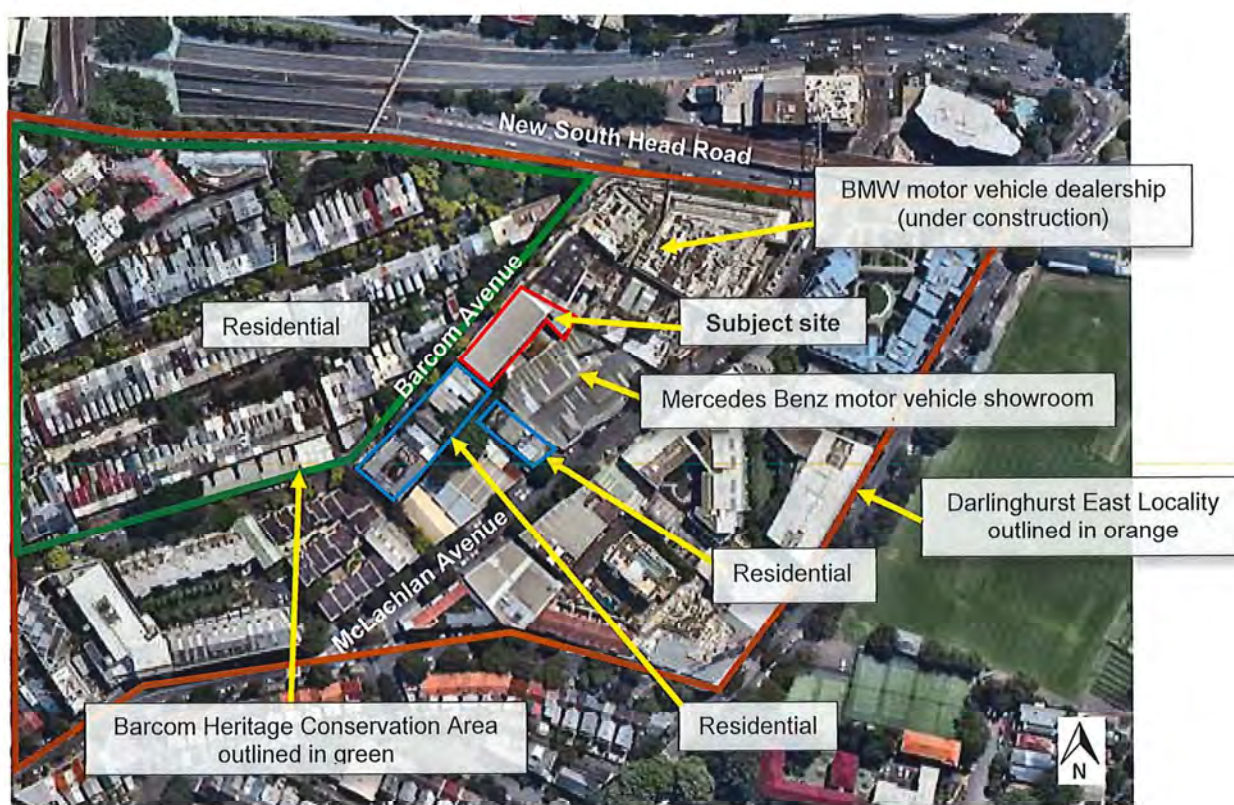 New South Head Road
BMW motor vehicle dealership
(under construction)
Barcom Avenue
Residential
Subject site
Mercedes Benz motor vehicle showroom
Darlinghurst East Locality
outlined in orange
Residential
McLachlan Avenue
Barcom Heritage Conservation Area
outlined in green
Residential
N